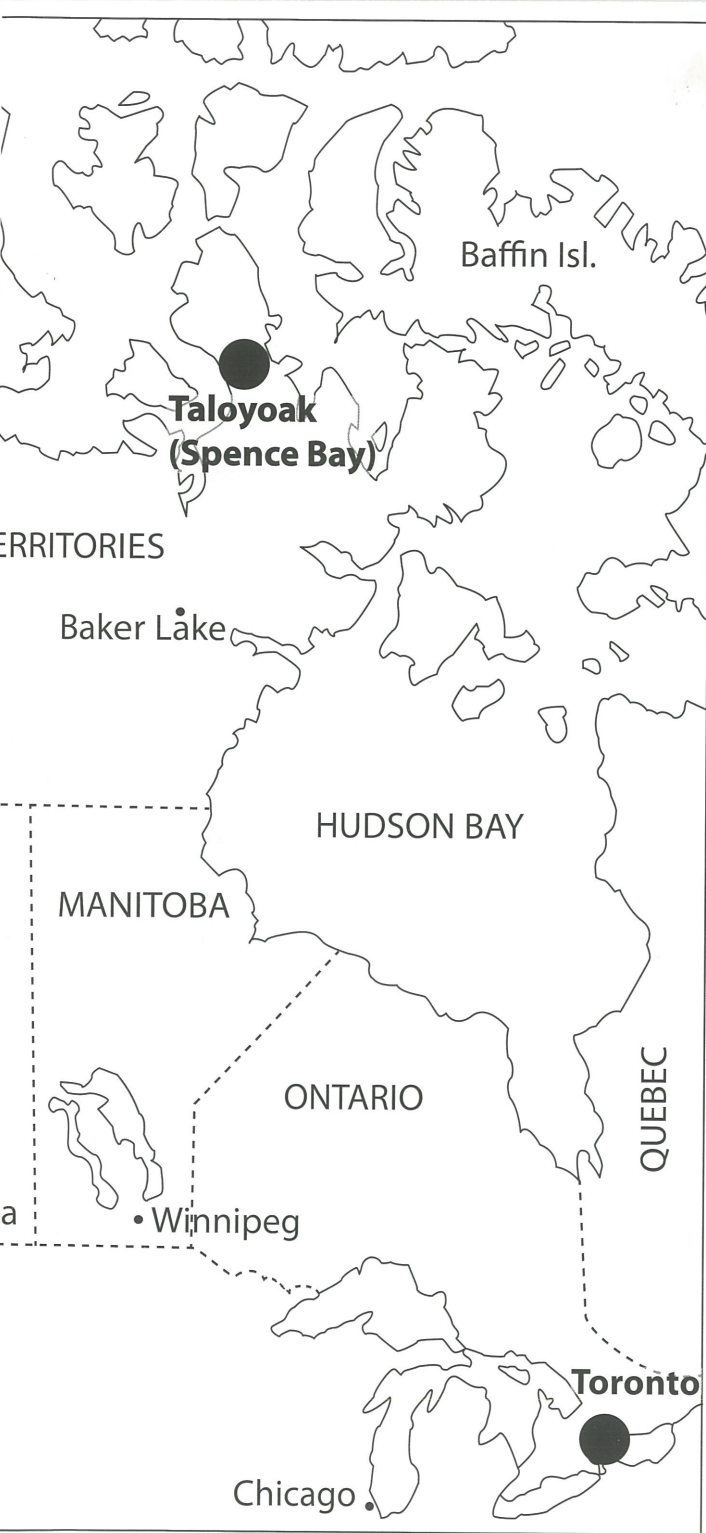 Baffin Isl.
Taloyoak
(Spence Bay)
ERRITORIES
Baker Lake
HUDSON BAY
MANITOBA
ONTARIO
QUEBEC
a
Winnipeg
Toronto
Chicago